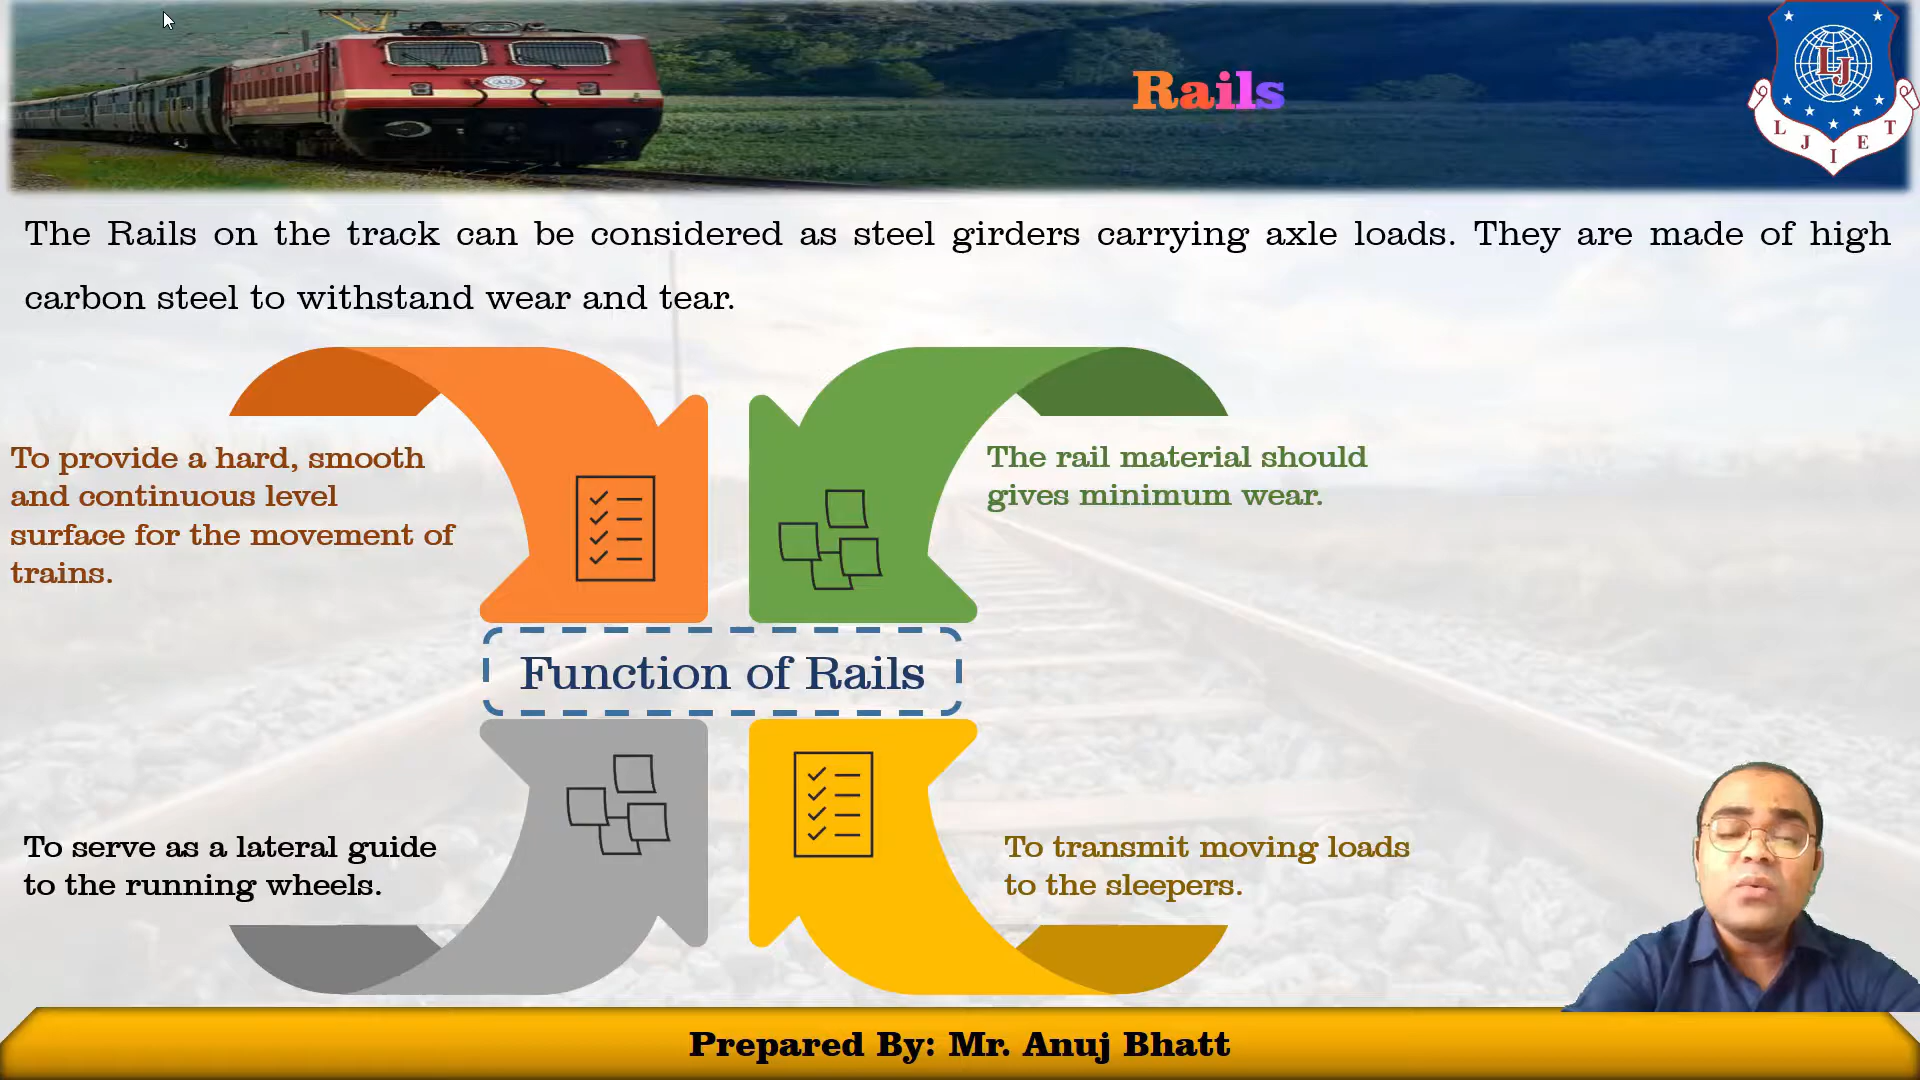 Rails
LJ
L J I E T
The Rails on the track can be considered as steel girders carrying axle loads. They are made of high
carbon steel to withstand wear and tear.
To provide a hard, smooth
and continuous level
surface for the movement of
trains.
The rail material should
gives minimum wear.
Function of Rails
To serve as a lateral guide
to the running wheels.
To transmit moving loads
to the sleepers.
Prepared By: Mr. Anuj Bhatt